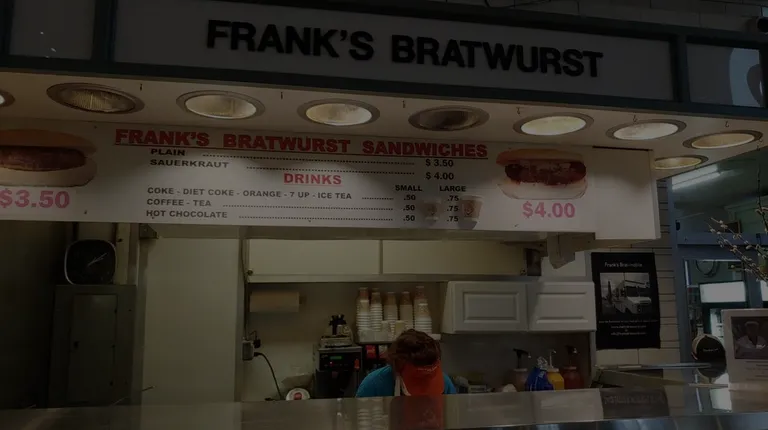 FRANK'S BRATWURST
FRANK'S BRATWURST SANDWICHES
PLAIN $ 3.50
SAUERKRAUT $ 4.00
DRINKS
SMALL LARGE
COKE - DIET COKE - ORANGE - 7 UP - ICE TEA .50 .75
COFFEE - TEA .50 .75
HOT CHOCOLATE .50 .75
$3.50
$4.00